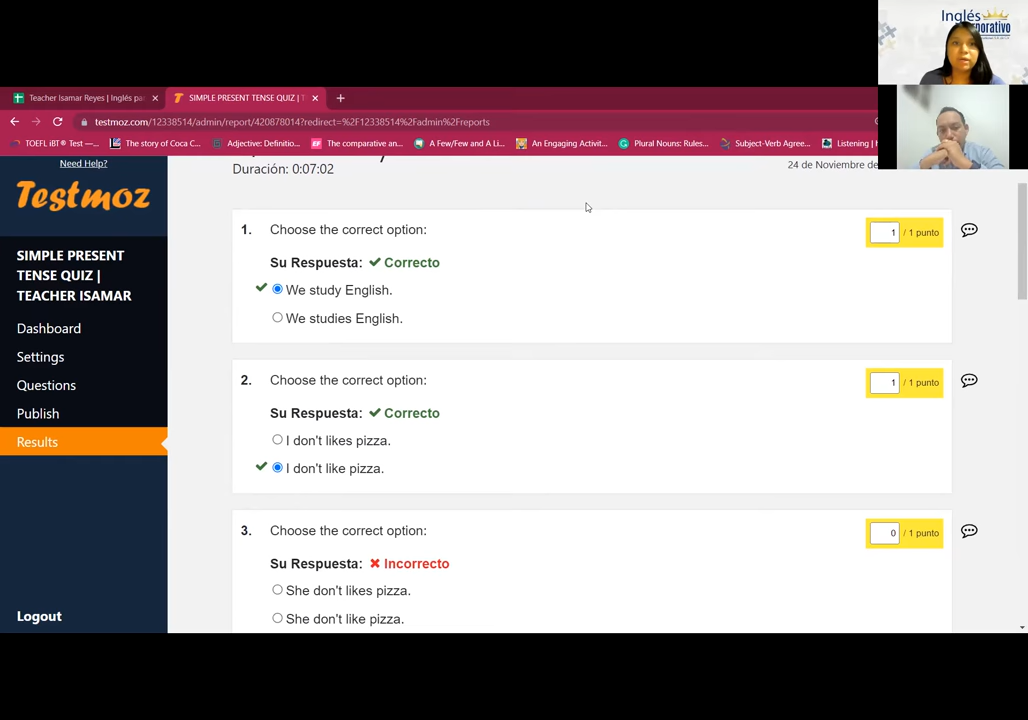 Inglés
Teacher Isamar Reyes | Inglés pa
SIMPLE PRESENT TENSE QUIZ | T
testmoz.com/12338514/admin/report/420878014?redirect=%2F12338514%2Fadmin%2Freports
TOEFL iBT® Test —...
The story of Coca C...
Adjective: Definitio...
The comparative an...
A Few/Few and A Li...
An Engaging Activit...
Plural Nouns: Rules...
Subject-Verb Agree...
Listening |
Need Help?
Testmoz
SIMPLE PRESENT
TENSE QUIZ |
TEACHER ISAMAR
Dashboard
Settings
Questions
Publish
Results
Logout
Duración: 0:07:02
24 de Noviembre de
1. Choose the correct option:
1 / 1 punto
Su Respuesta: ✔ Correcto
We study English.
We studies English.
2. Choose the correct option:
1 / 1 punto
Su Respuesta: ✔ Correcto
I don't likes pizza.
I don't like pizza.
3. Choose the correct option:
0 / 1 punto
Su Respuesta: ✖ Incorrecto
She don't likes pizza.
She don't like pizza.